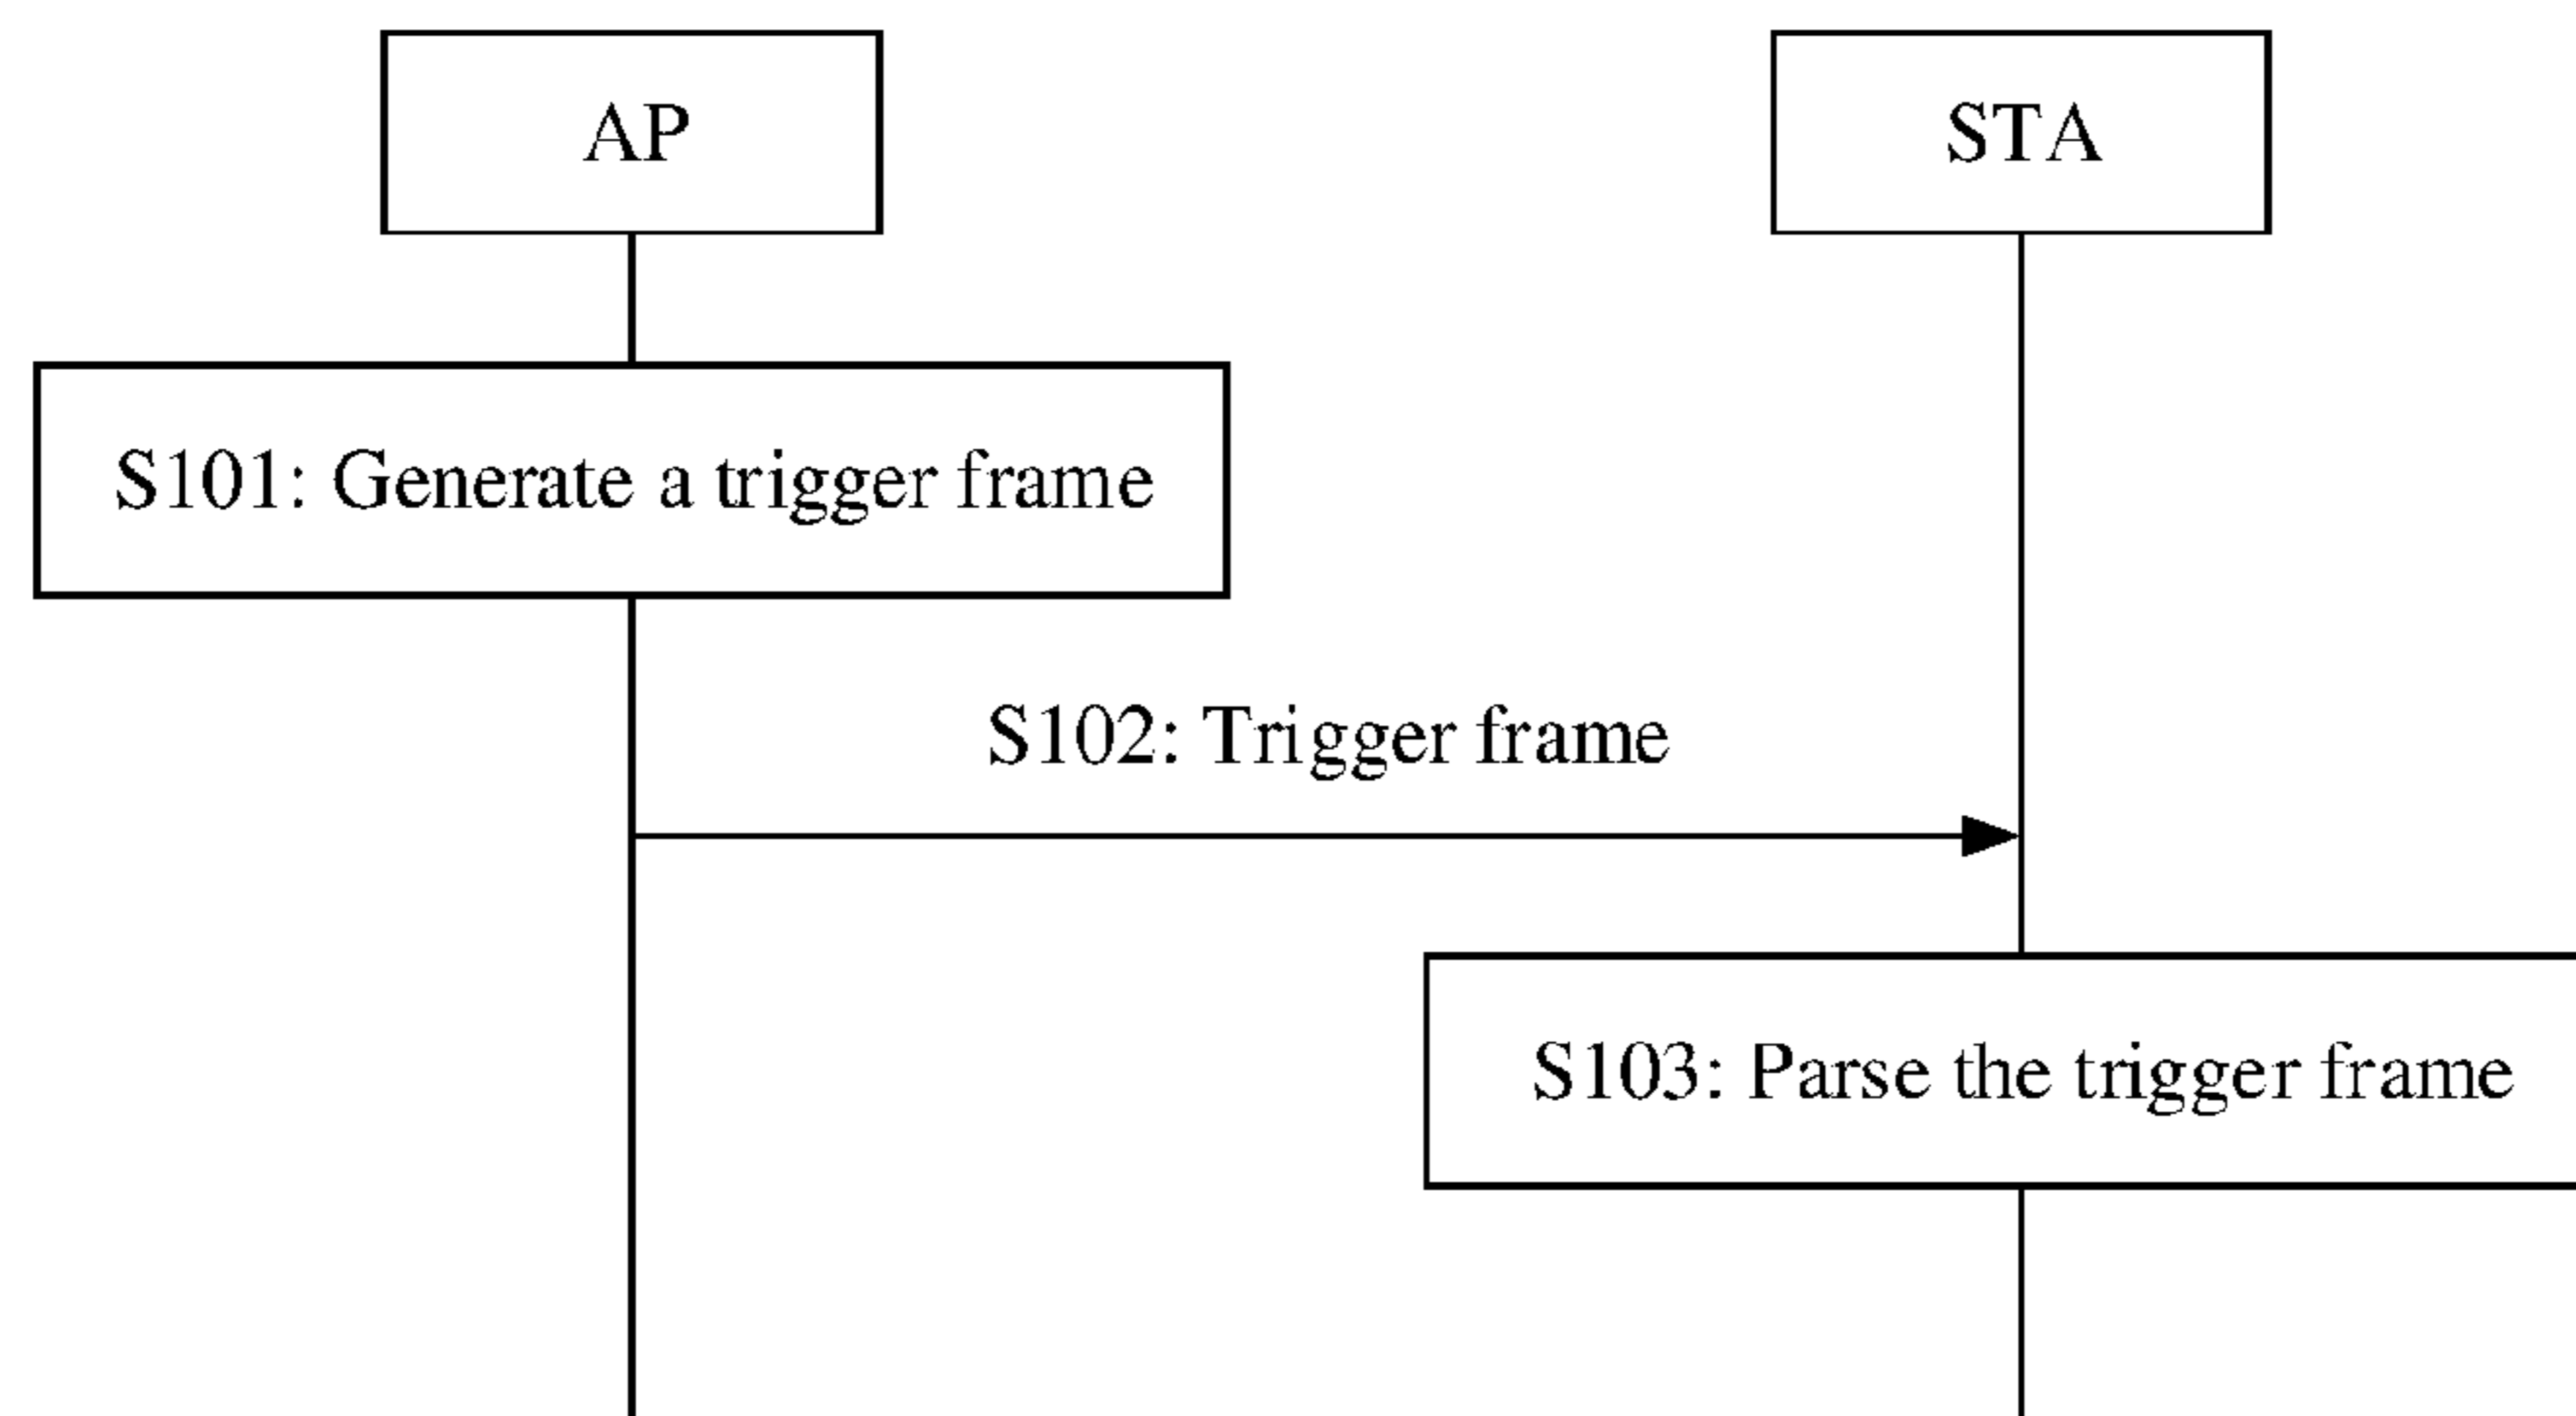 AP
STA
S101: Generate a trigger frame
S102: Trigger frame
S103: Parse the trigger frame